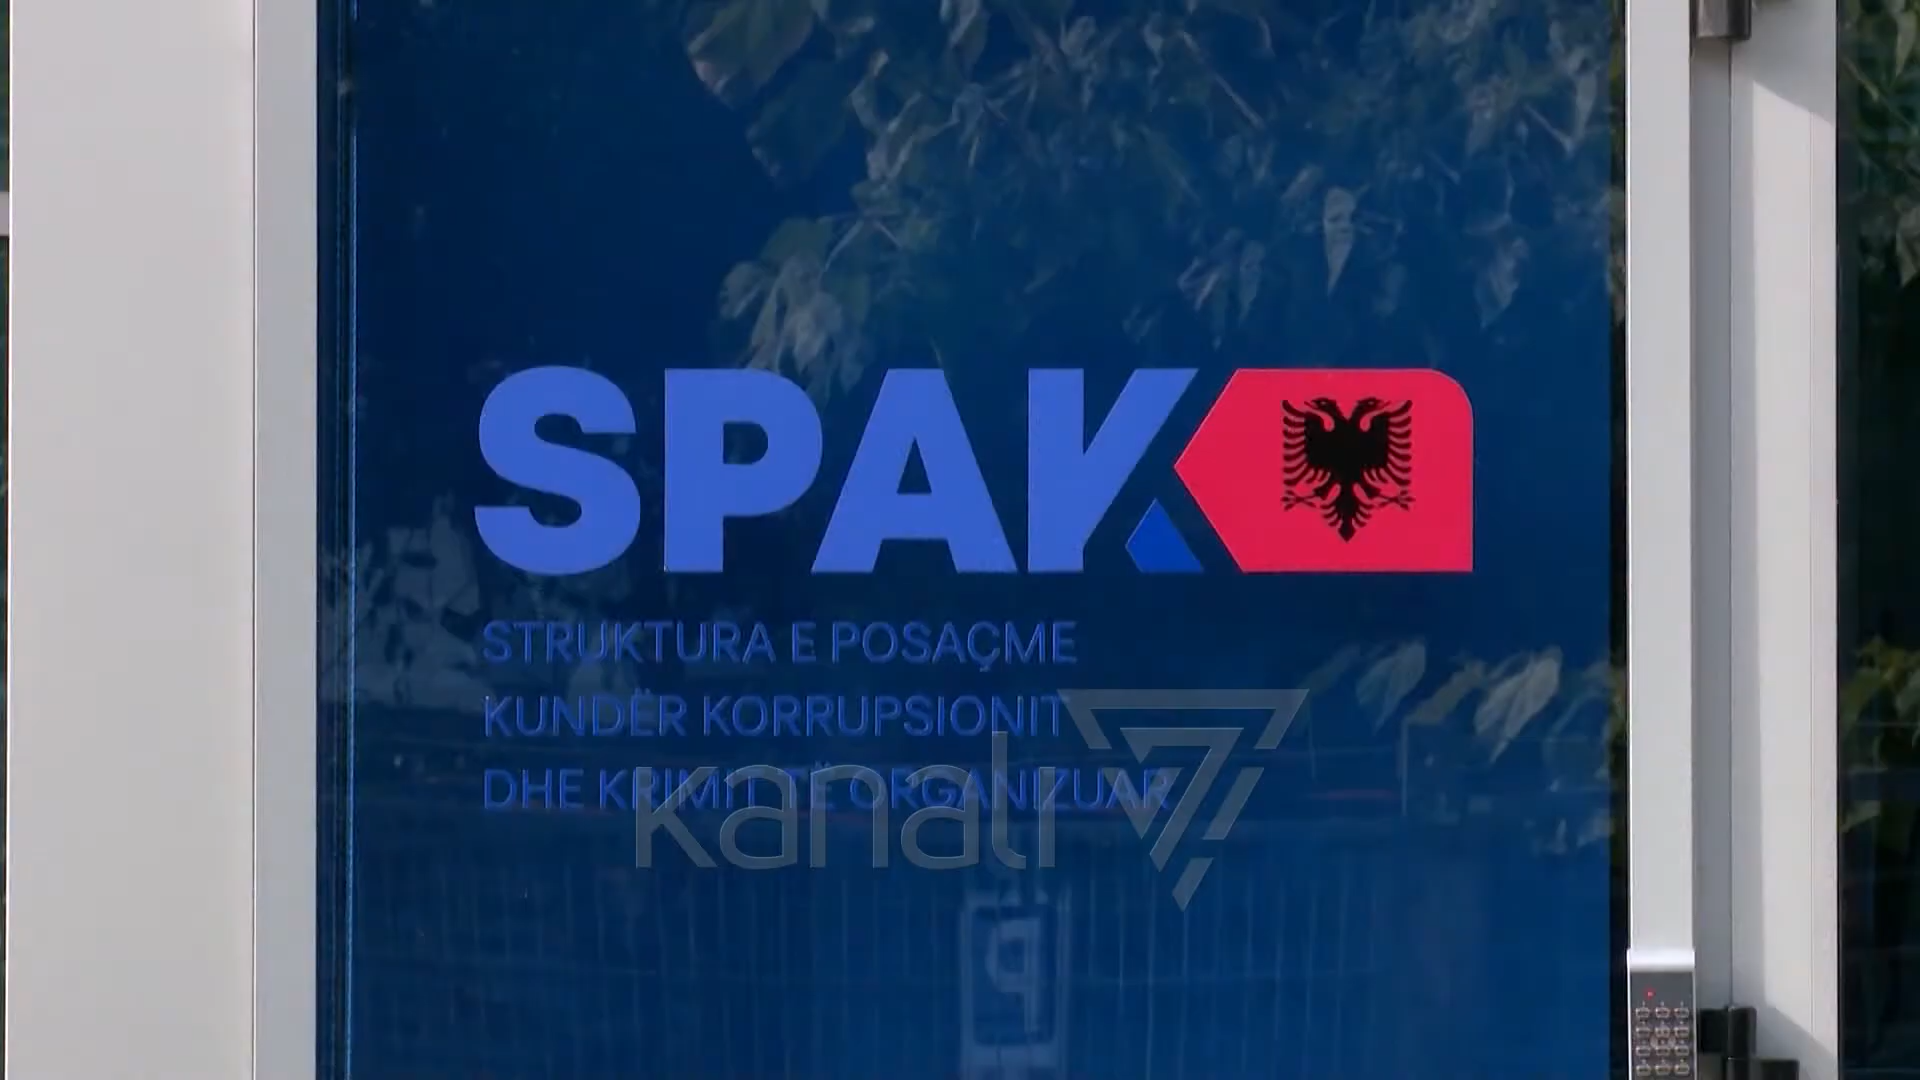 SPAK
STRUKTURA E POSAÇME
KUNDËR KORRUPSIONIT
DHE KRIMIT TË ORGANIZUAR
kanali 7
P